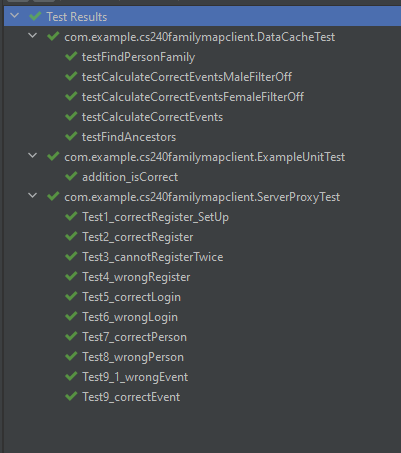 Test Results
com.example.cs240familymapclient.DataCacheTest
testFindPersonFamily
testCalculateCorrectEventsMaleFilterOff
testCalculateCorrectEventsFemaleFilterOff
testCalculateCorrectEvents
testFindAncestors
com.example.cs240familymapclient.ExampleUnitTest
addition_isCorrect
com.example.cs240familymapclient.ServerProxyTest
Test1_correctRegister_SetUp
Test2_correctRegister
Test3_cannotRegisterTwice
Test4_wrongRegister
Test5_correctLogin
Test6_wrongLogin
Test7_correctPerson
Test8_wrongPerson
Test9_1_wrongEvent
Test9_correctEvent